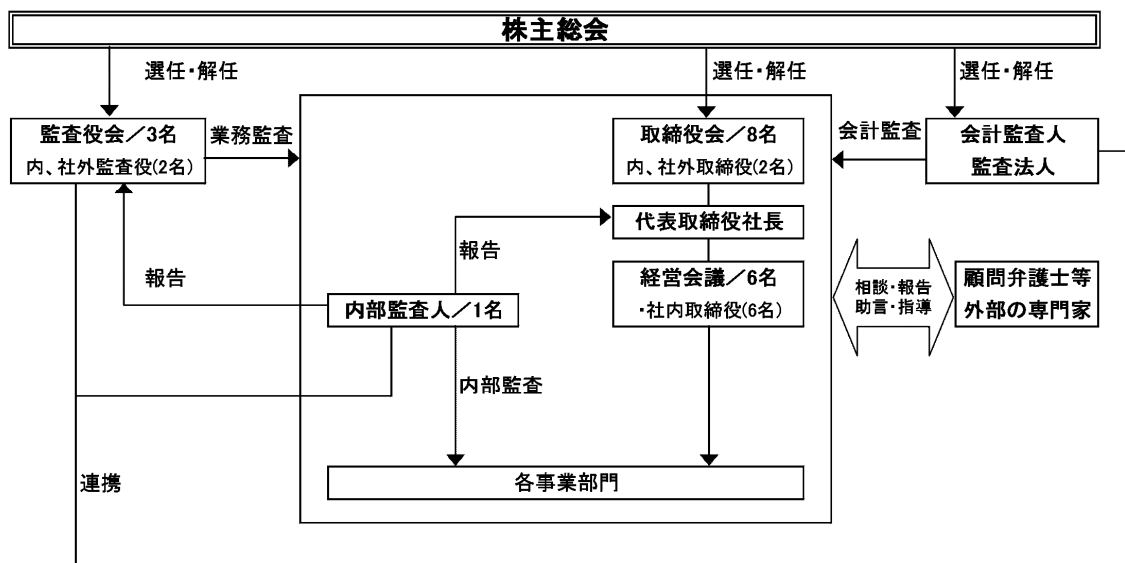 株主総会
選任・解任
選任・解任
選任・解任
監査役会／3名
内、社外監査役(2名)
業務監査
取締役会／8名
内、社外取締役(2名)
会計監査
会計監査人
監査法人
代表取締役社長
報告
報告
経営会議／6名
・社内取締役(6名)
相談・報告
助言・指導
顧問弁護士等
外部の専門家
内部監査人／1名
内部監査
連携
各事業部門